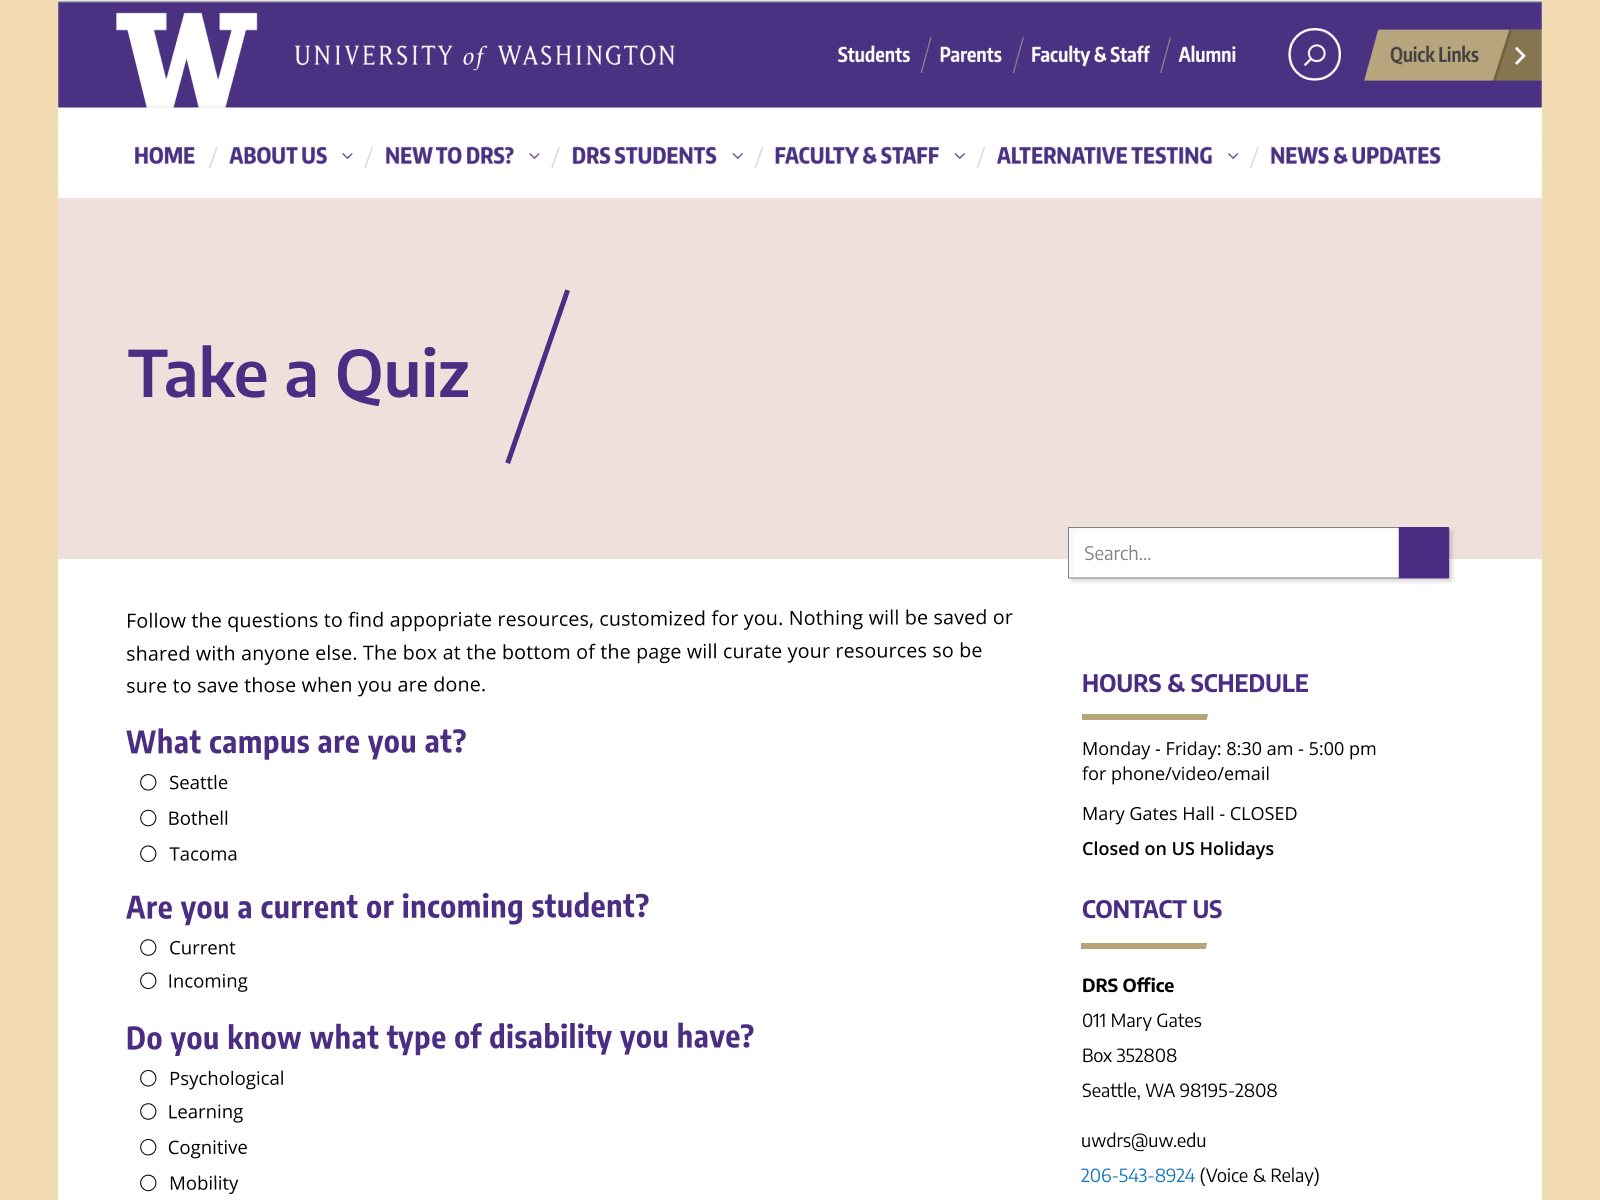 W
UNIVERSITY of WASHINGTON
Students
Parents
Faculty & Staff
Alumni
Quick Links
HOME
ABOUT US
NEW TO DRS?
DRS STUDENTS
FACULTY & STAFF
ALTERNATIVE TESTING
NEWS & UPDATES
Take a Quiz
Search...
Follow the questions to find appopriate resources, customized for you. Nothing will be saved or
shared with anyone else. The box at the bottom of the page will curate your resources so be
sure to save those when you are done.
What campus are you at?
Seattle
Bothell
Tacoma
Are you a current or incoming student?
Current
Incoming
Do you know what type of disability you have?
Psychological
Learning
Cognitive
Mobility
HOURS & SCHEDULE
Monday - Friday: 8:30 am - 5:00 pm
for phone/video/email
Mary Gates Hall - CLOSED
Closed on US Holidays
CONTACT US
DRS Office
011 Mary Gates
Box 352808
Seattle, WA 98195-2808
uwdrs@uw.edu
206-543-8924 (Voice & Relay)